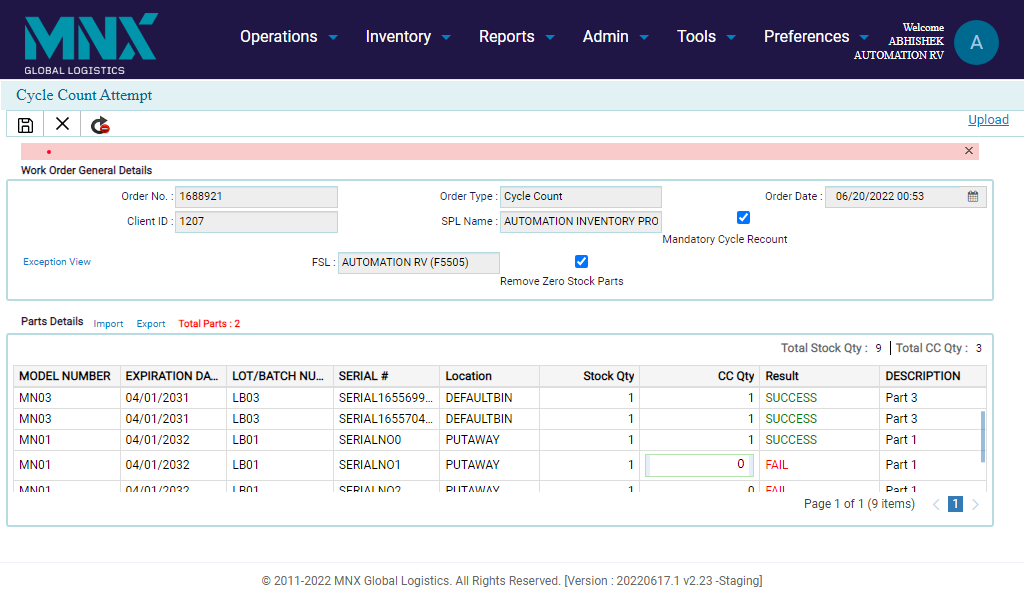 MNX
GLOBAL LOGISTICS
Operations Inventory Reports Admin Tools Preferences
Welcome
ABHISHEK
AUTOMATION RV
A
Cycle Count Attempt
Upload
Work Order General Details
Order No. : 1688921 Order Type : Cycle Count Order Date : 06/20/2022 00:53
Client ID : 1207 SPL Name : AUTOMATION INVENTORY PRO
Mandatory Cycle Recount
Exception View FSL : AUTOMATION RV (F5505)
Remove Zero Stock Parts
Parts Details Import Export Total Parts : 2
Total Stock Qty : 9 Total CC Qty : 3
MODEL NUMBER EXPIRATION DA... LOT/BATCH NU... SERIAL # Location Stock Qty CC Qty Result DESCRIPTION
MN03 04/01/2031 LB03 SERIAL1655699... DEFAULTBIN 1 1 SUCCESS Part 3
MN03 04/01/2031 LB03 SERIAL1655704... DEFAULTBIN 1 1 SUCCESS Part 3
MN01 04/01/2032 LB01 SERIALNO0 PUTAWAY 1 1 SUCCESS Part 1
MN01 04/01/2032 LB01 SERIALNO1 PUTAWAY 1 0 FAIL Part 1
MN01 04/01/2032 LB01 SERIALNO2 PUTAWAY 1 0 FAIL Part 1
Page 1 of 1 (9 items) 1
© 2011-2022 MNX Global Logistics. All Rights Reserved. [Version : 20220617.1 v2.23 -Staging]